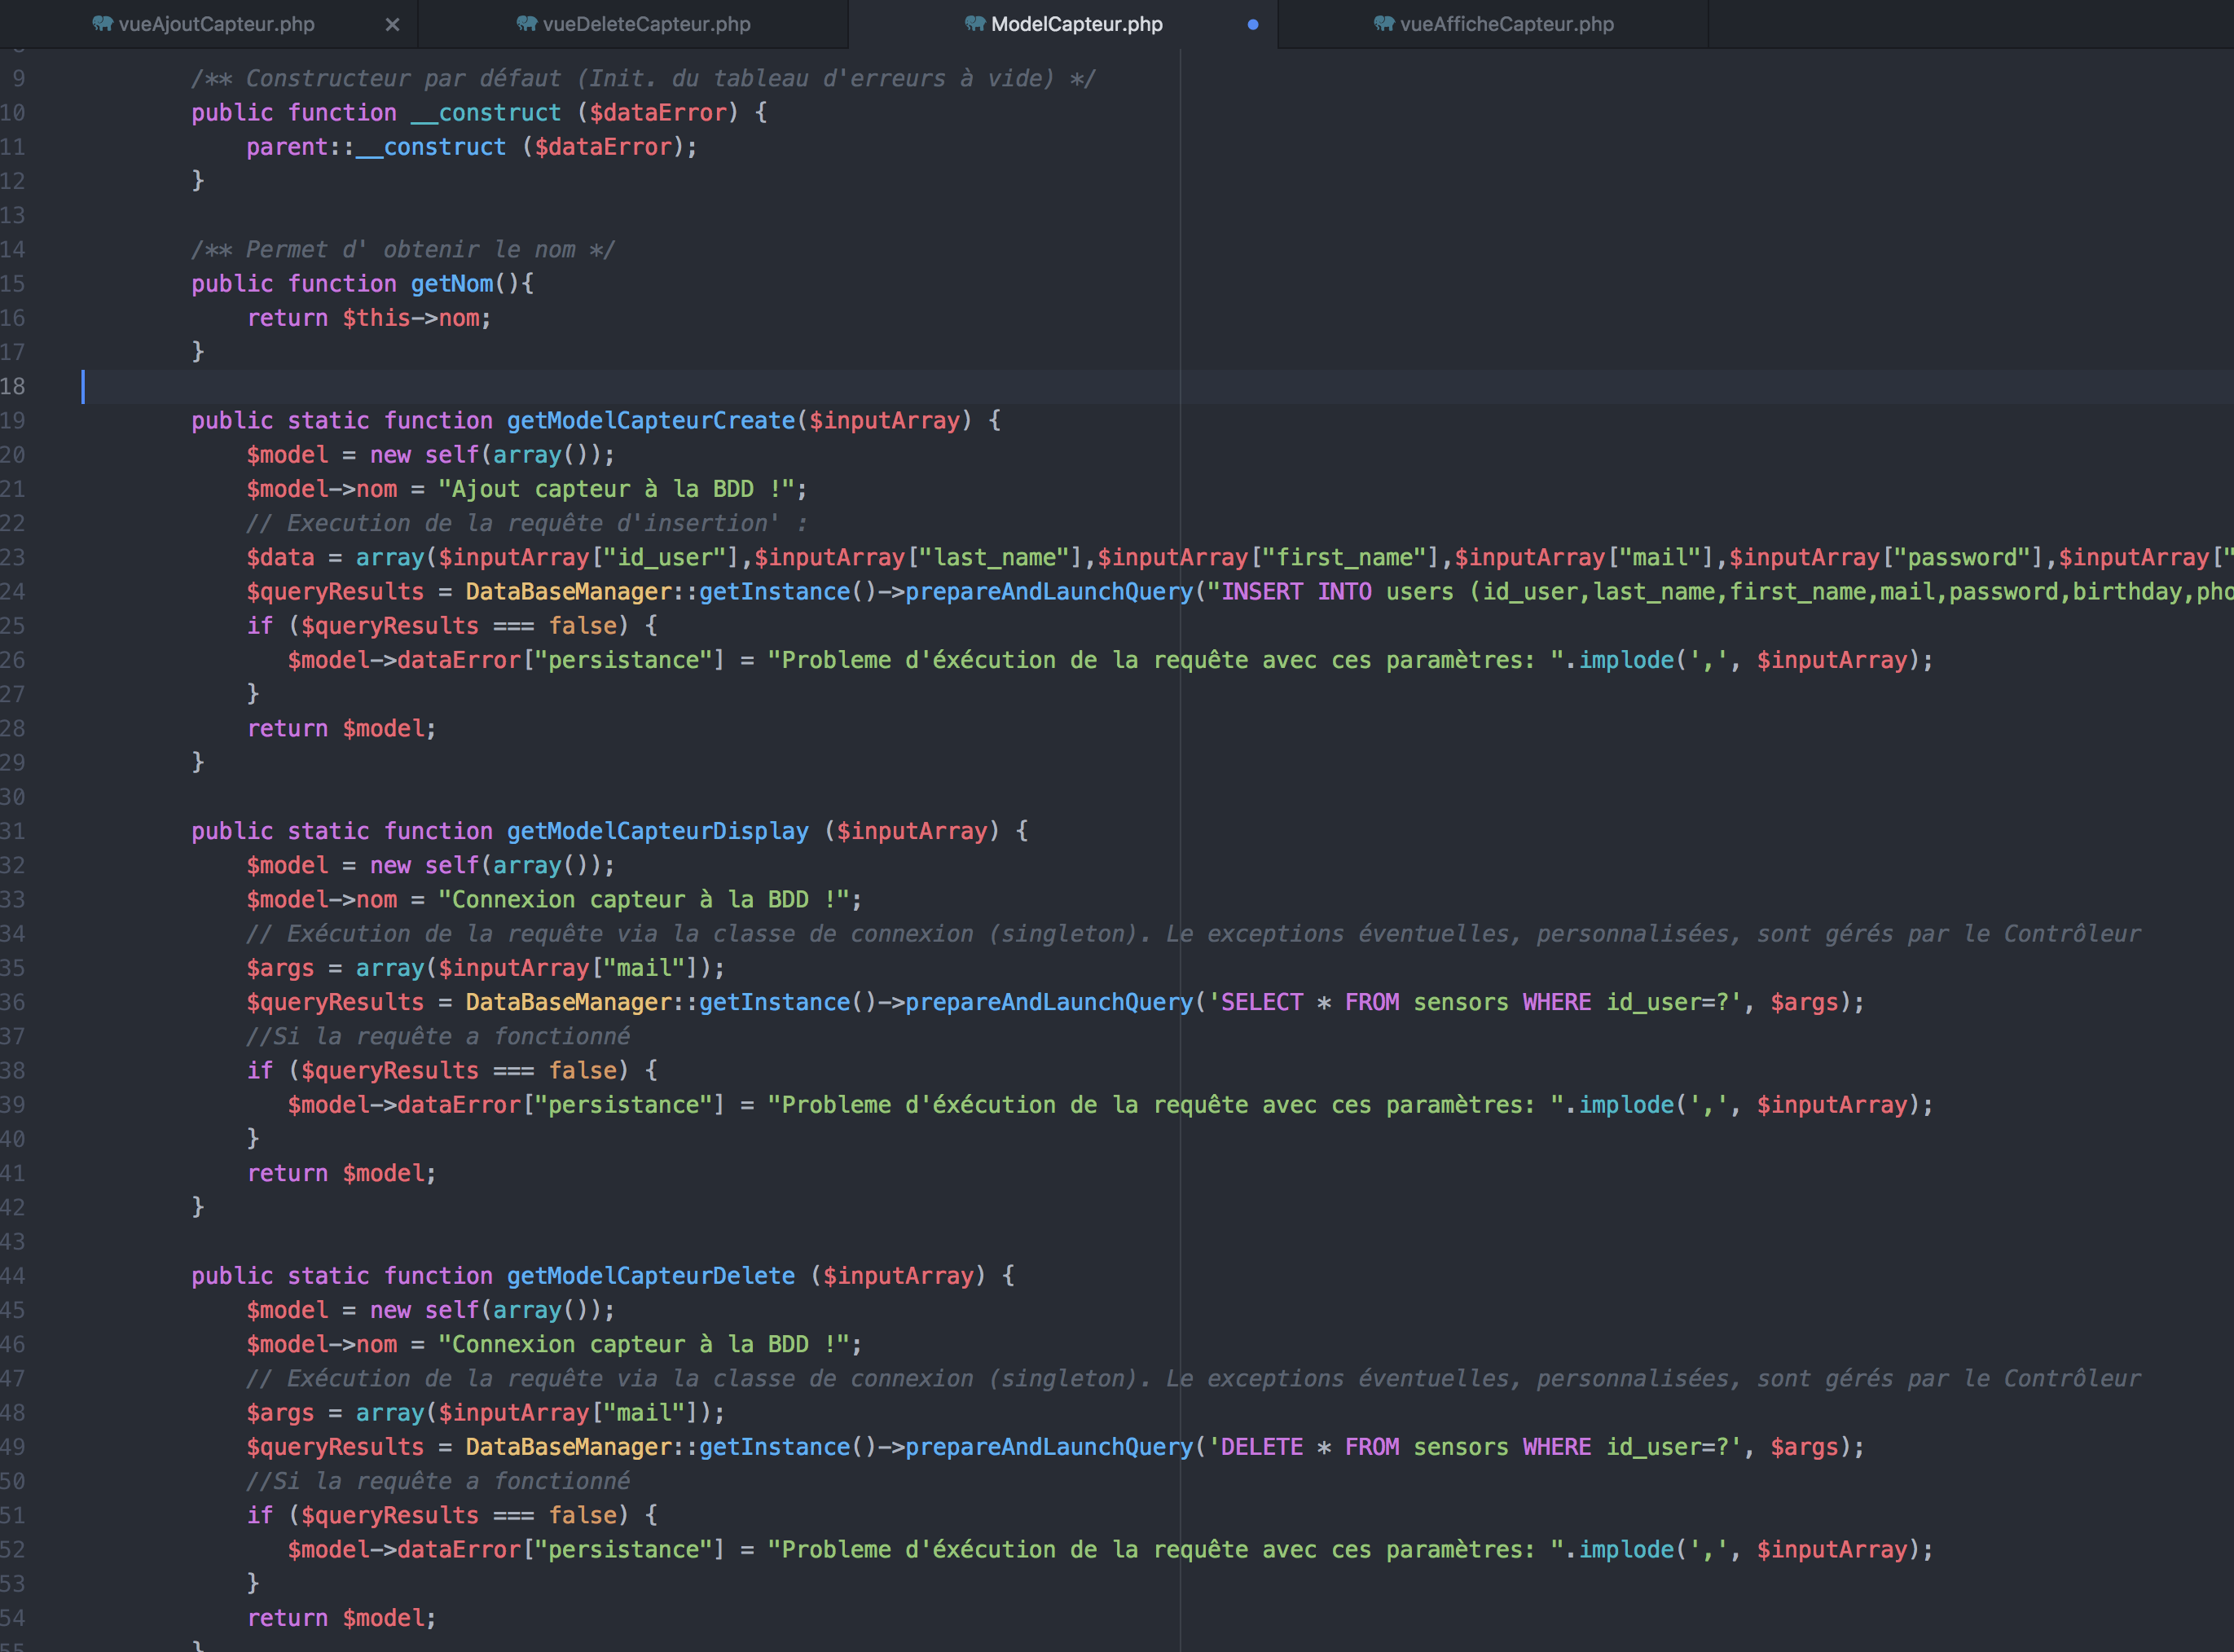 vueAjoutCapteur.php
vueDeleteCapteur.php
ModelCapteur.php
vueAfficheCapteur.php
9 /** Constructeur par défaut (Init. du tableau d'erreurs à vide) */
10 public function __construct ($dataError) {
11 parent::__construct ($dataError);
12 }
13
14 /** Permet d' obtenir le nom */
15 public function getNom(){
16 return $this->nom;
17 }
18
19 public static function getModelCapteurCreate($inputArray) {
20 $model = new self(array());
21 $model->nom = "Ajout capteur à la BDD !";
22 // Execution de la requête d'insertion' :
23 $data = array($inputArray["id_user"],$inputArray["last_name"],$inputArray["first_name"],$inputArray["mail"],$inputArray["password"],$inputArray["
24 $queryResults = DataBaseManager::getInstance()->prepareAndLaunchQuery("INSERT INTO users (id_user,last_name,first_name,mail,password,birthday,pho
25 if ($queryResults === false) {
26 $model->dataError["persistance"] = "Probleme d'éxécution de la requête avec ces paramètres: ".implode(',', $inputArray);
27 }
28 return $model;
29 }
30
31 public static function getModelCapteurDisplay ($inputArray) {
32 $model = new self(array());
33 $model->nom = "Connexion capteur à la BDD !";
34 // Exécution de la requête via la classe de connexion (singleton). Le exceptions éventuelles, personnalisées, sont gérés par le Contrôleur
35 $args = array($inputArray["mail"]);
36 $queryResults = DataBaseManager::getInstance()->prepareAndLaunchQuery('SELECT * FROM sensors WHERE id_user=?', $args);
37 //Si la requête a fonctionné
38 if ($queryResults === false) {
39 $model->dataError["persistance"] = "Probleme d'éxécution de la requête avec ces paramètres: ".implode(',', $inputArray);
40 }
41 return $model;
42 }
43
44 public static function getModelCapteurDelete ($inputArray) {
45 $model = new self(array());
46 $model->nom = "Connexion capteur à la BDD !";
47 // Exécution de la requête via la classe de connexion (singleton). Le exceptions éventuelles, personnalisées, sont gérés par le Contrôleur
48 $args = array($inputArray["mail"]);
49 $queryResults = DataBaseManager::getInstance()->prepareAndLaunchQuery('DELETE * FROM sensors WHERE id_user=?', $args);
50 //Si la requête a fonctionné
51 if ($queryResults === false) {
52 $model->dataError["persistance"] = "Probleme d'éxécution de la requête avec ces paramètres: ".implode(',', $inputArray);
53 }
54 return $model;
55 }